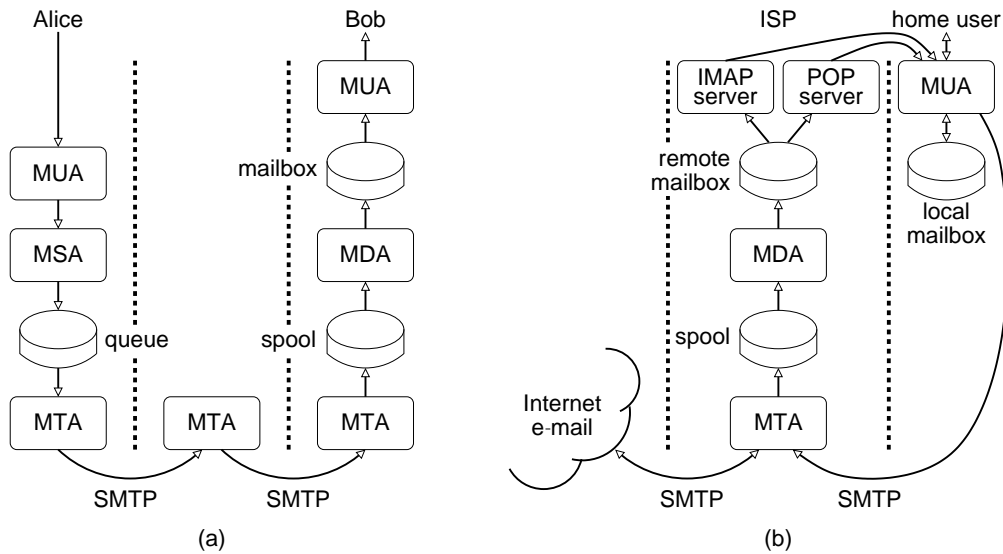 Alice
Bob
MUA
mailbox
MUA
MSA
MDA
queue
spool
MTA
MTA
MTA
SMTP
SMTP
(a)
ISP
home user
IMAP
server
POP
server
MUA
remote
mailbox
local
mailbox
MDA
spool
Internet
e-mail
MTA
SMTP
SMTP
(b)